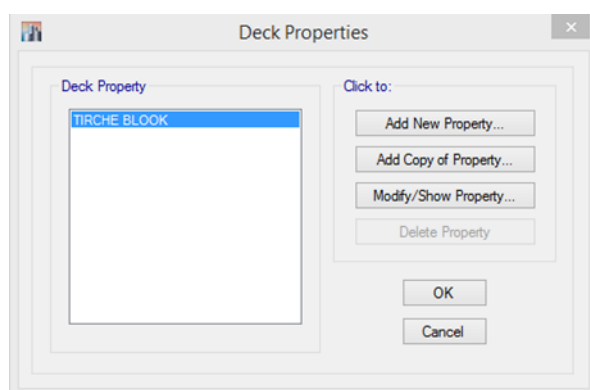 Deck Properties
Deck Property
TIRCHE BLOOK
Click to:
Add New Property...
Add Copy of Property...
Modify/Show Property...
Delete Property
OK
Cancel